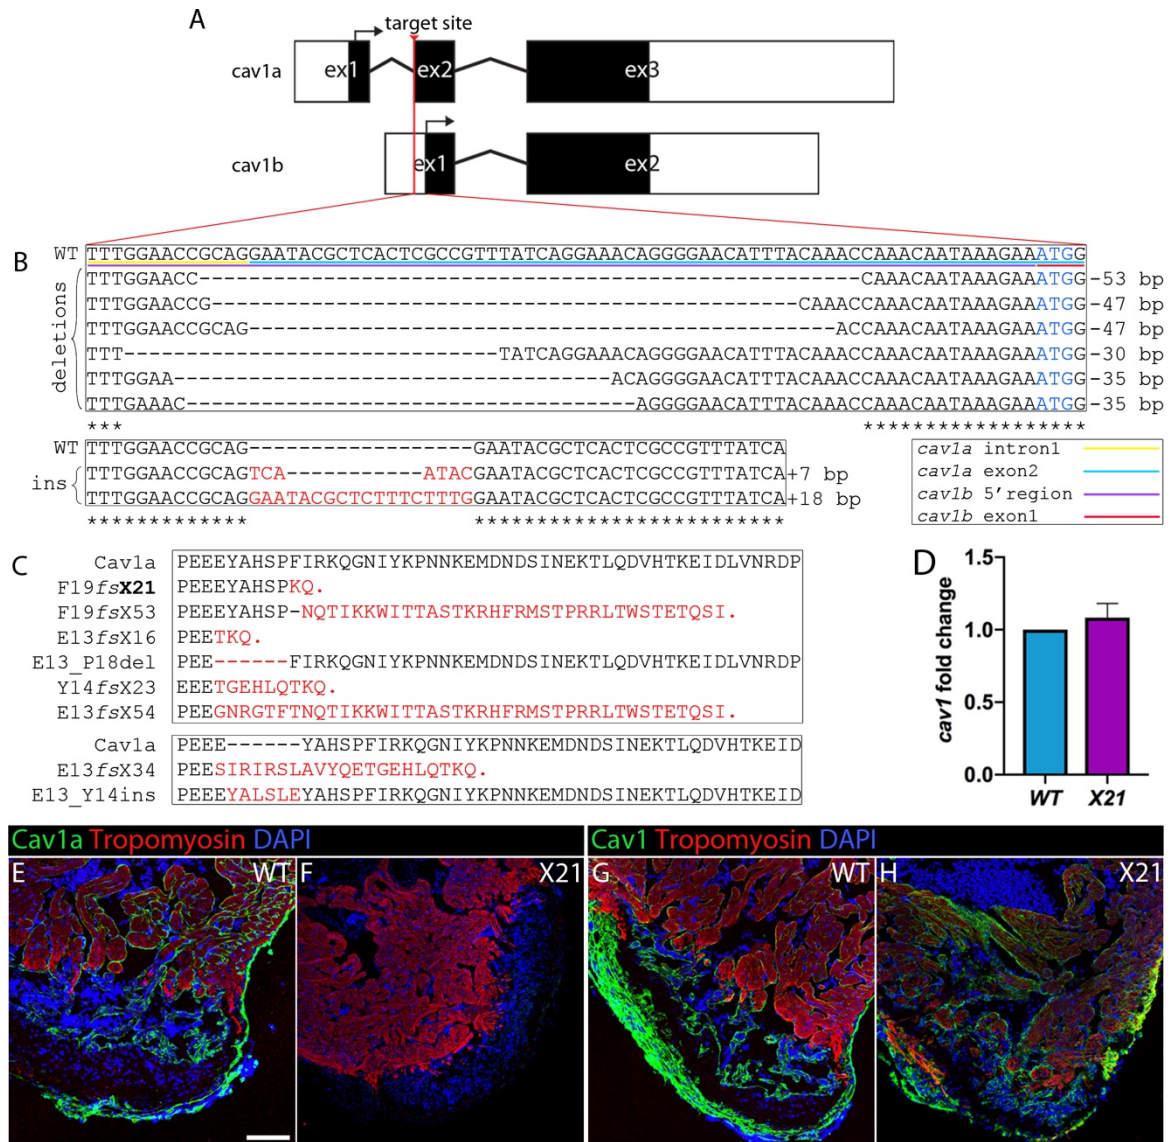 A
target site
cav1a
ex1
ex2
ex3
cav1b
ex1
ex2
B
WT TTTGGAACCGCAGGAATACGCTCACTCGCCGTTTATCAGGAAACAGGGGAACATTTACAAACCAAACAATAAAGAAATGG
deletions
TTTGGAACC-----------------------------------------------------CAAACAATAAAGAAATGG -53 bp
TTTGGAACCG-----------------------------------------------CAAACCAAACAATAAAGAAATGG -47 bp
TTTGGAACCGCAG-----------------------------------------------ACCAAACAATAAAGAAATGG -47 bp
TTT------------------------------TATCAGGAAACAGGGGAACATTTACAAACCAAACAATAAAGAAATGG -30 bp
TTTGGAA-----------------------------------ACAGGGGAACATTTACAAACCAAACAATAAAGAAATGG -35 bp
TTTGAAAC------------------------------------AGGGGAACATTTACAAACCAAACAATAAAGAAATGG -35 bp
*** ******************
WT TTTGGAACCGCAG------------------GAATACGCTCACTCGCCGTTTATCA
ins
TTTGGAACCGCAGTCA-----------ATACGAATACGCTCACTCGCCGTTTATCA +7 bp
TTTGGAACCGCAGGAATACGCTCTTTCTTTGGAATACGCTCACTCGCCGTTTATCA +18 bp
************* *************************
cav1a intron1
cav1a exon2
cav1b 5' region
cav1b exon1
C
Cav1a PEEEYAHSPFIRKQGNIYKPNNKEMDNDSINEKTLQDVHTKEIDLVNRDP
F19fsX21 PEEEYAHSPKQ.
F19fsX53 PEEEYAHSP-NQTIKKWITTASTKRHFRMSTPRRLTWSTETQSI.
E13fsX16 PEETKQ.
E13_P18del PEE------FIRKQGNIYKPNNKEMDNDSINEKTLQDVHTKEIDLVNRDP
Y14fsX23 EEETGEHLQTKQ.
E13fsX54 PEEGNRGTFTNQTIKKWITTASTKRHFRMSTPRRLTWSTETQSI.
Cav1a PEEE------YAHSPFIRKQGNIYKPNNKEMDNDSINEKTLQDVHTKEID
E13fsX34 PEESIRIRSLAVYQETGEHLQTKQ.
E13_Y14ins PEEEYALSLEYAHSPFIRKQGNIYKPNNKEMDNDSINEKTLQDVHTKEID
D
cav1 fold change
1.5
1.0
0.5
0.0
WT
X21
Cav1a Tropomyosin DAPI
E
WT
F
X21
Cav1 Tropomyosin DAPI
G
WT
H
X21